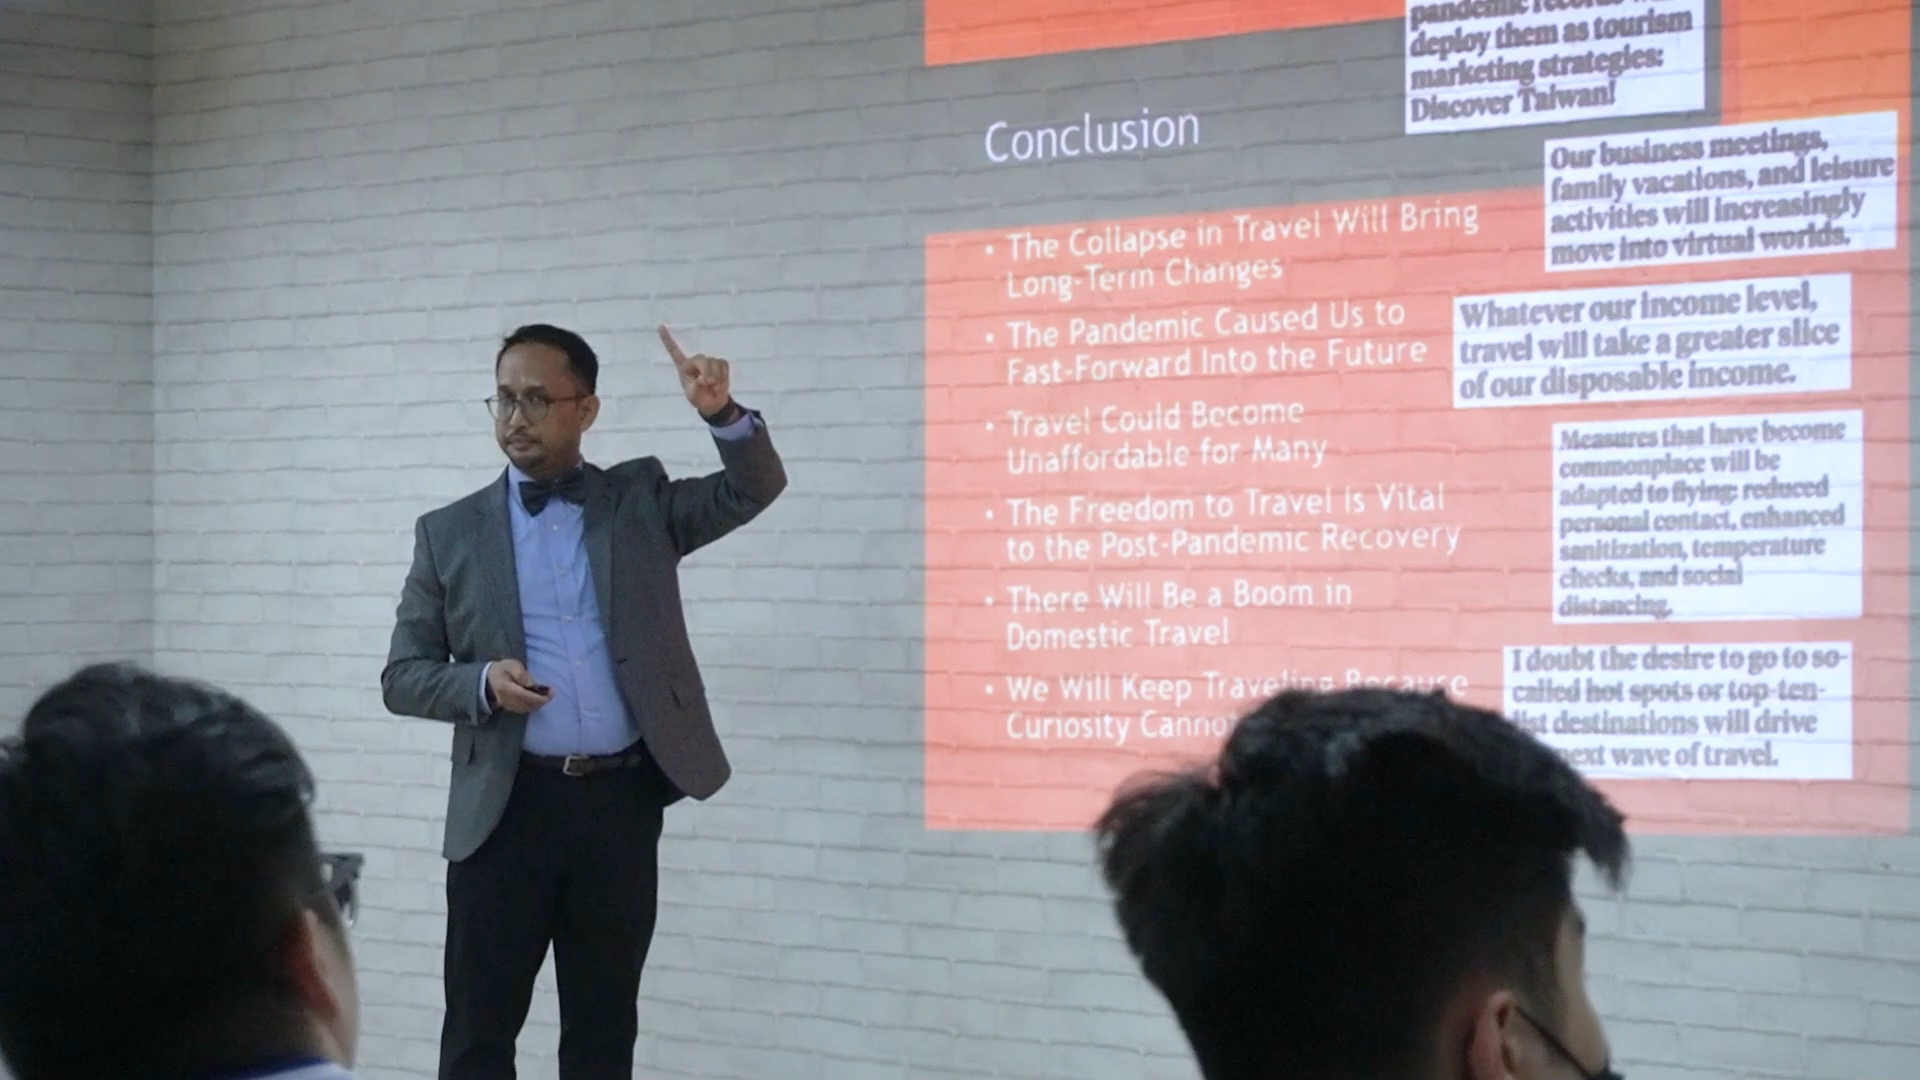 pandemic
deploy them as tourism
marketing strategies:
Discover Taiwan!
Conclusion
Our business meetings,
family vacations, and leisure
activities will increasingly
move into virtual worlds.
• The Collapse in Travel Will Bring
Long-Term Changes
• The Pandemic Caused Us to
Fast-Forward Into the Future
Whatever our income level,
travel will take a greater slice
of our disposable income.
• Travel Could Become
Unaffordable for Many
• The Freedom to Travel is Vital
to the Post-Pandemic Recovery
Measures that have become
commonplace will be
adapted to flying: reduced
personal contact, enhanced
sanitization, temperature
checks, and social
distancing.
• There Will Be a Boom in
Domestic Travel
• We Will Keep Traveling Because
Curiosity
I doubt the desire to go to so-
called hot spots or top-ten-
list destinations will drive
next wave of travel.